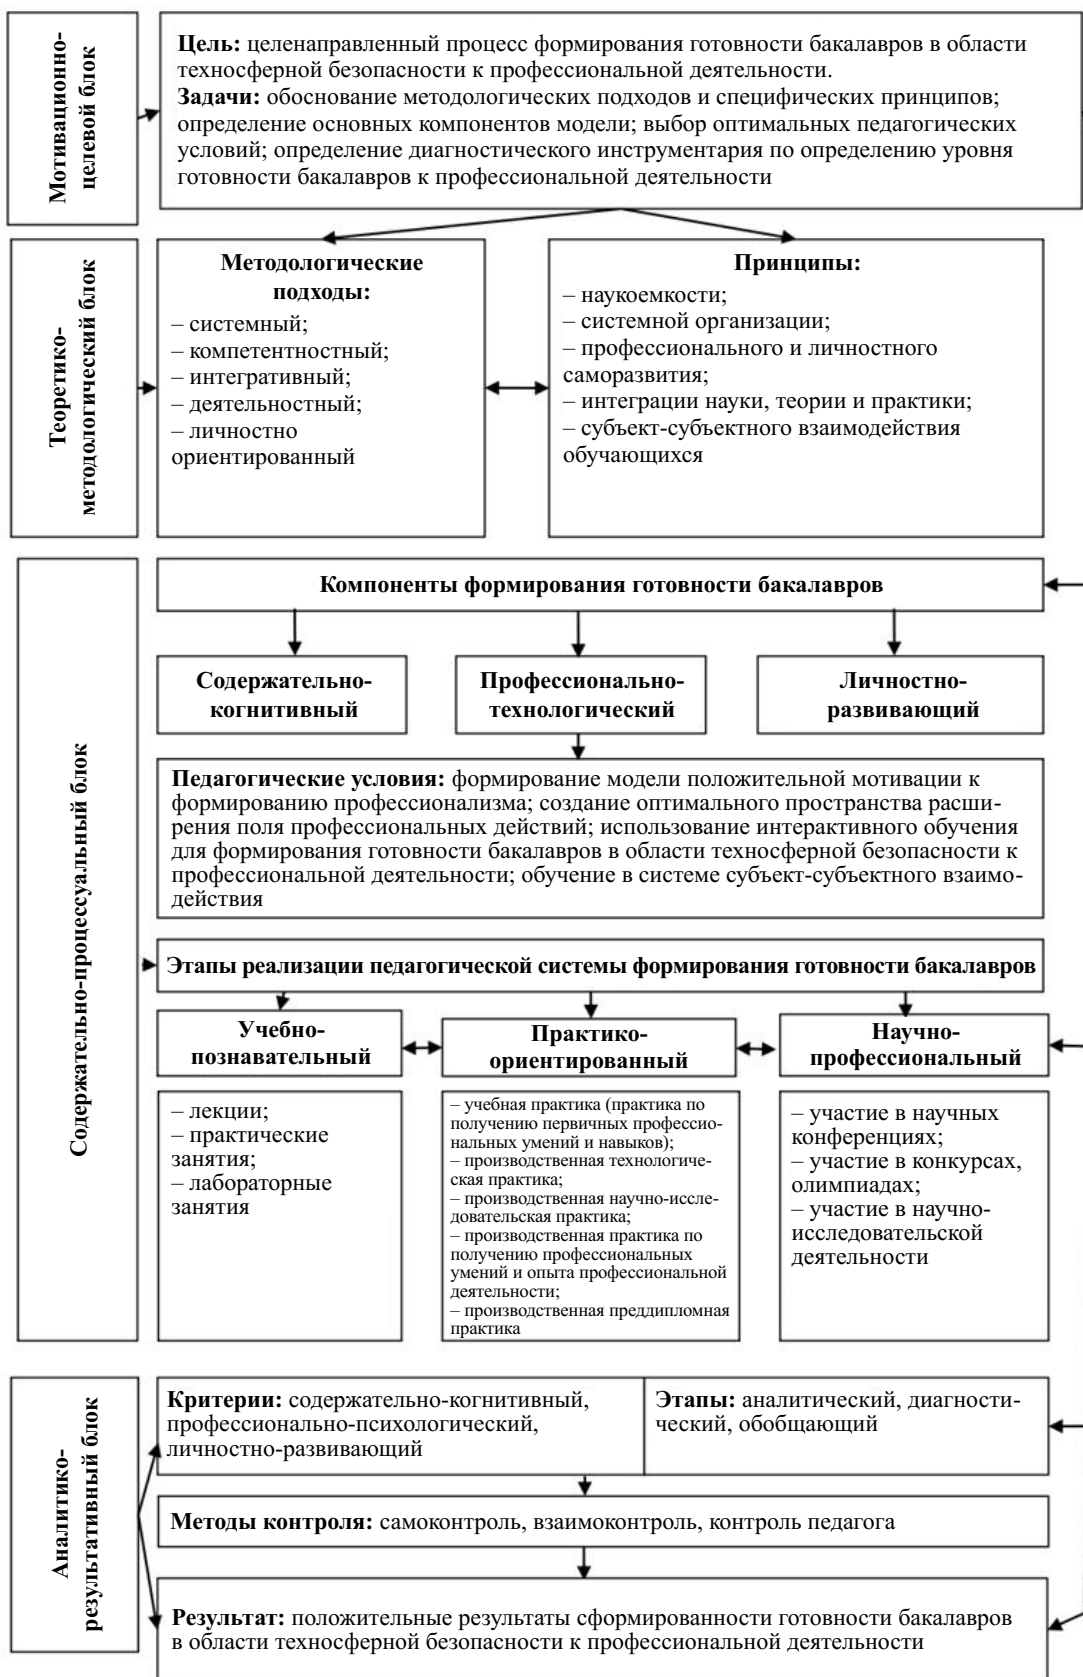 Мотивационно-
целевой блок
Цель: целенаправленный процесс формирования готовности бакалавров в области
техносферной безопасности к профессиональной деятельности.
Задачи: обоснование методологических подходов и специфических принципов;
определение основных компонентов модели; выбор оптимальных педагогических
условий; определение диагностического инструментария по определению уровня
готовности бакалавров к профессиональной деятельности
Теоретико-
методологический блок
Методологические
подходы:
– системный;
– компетентностный;
– интегративный;
– деятельностный;
– личностно
ориентированный
Принципы:
– наукоемкости;
– системной организации;
– профессионального и личностного
саморазвития;
– интеграции науки, теории и практики;
– субъект-субъектного взаимодействия
обучающихся
Содержательно-процессуальный блок
Компоненты формирования готовности бакалавров
Содержательно-
когнитивный
Профессионально-
технологический
Личностно-
развивающий
Педагогические условия: формирование модели положительной мотивации к
формированию профессионализма; создание оптимального пространства расши-
рения поля профессиональных действий; использование интерактивного обучения
для формирования готовности бакалавров в области техносферной безопасности к
профессиональной деятельности; обучение в системе субъект-субъектного взаимо-
действия
Этапы реализации педагогической системы формирования готовности бакалавров
Учебно-
познавательный
Практико-
ориентированный
Научно-
профессиональный
– лекции;
– практические
занятия;
– лабораторные
занятия
– учебная практика (практика по
получению первичных профессио-
нальных умений и навыков);
– производственная технологиче-
ская практика;
– производственная научно-иссле-
довательская практика;
– производственная практика по
получению профессиональных
умений и опыта профессиональной
деятельности;
– производственная преддипломная
практика
– участие в научных
конференциях;
– участие в конкурсах,
олимпиадах;
– участие в научно-
исследовательской
деятельности
Аналитико-
результативный блок
Критерии: содержательно-когнитивный,
профессионально-психологический,
личностно-развивающий
Этапы: аналитический, диагности-
ческий, обобщающий
Методы контроля: самоконтроль, взаимоконтроль, контроль педагога
Результат: положительные результаты сформированности готовности бакалавров
в области техносферной безопасности к профессиональной деятельности